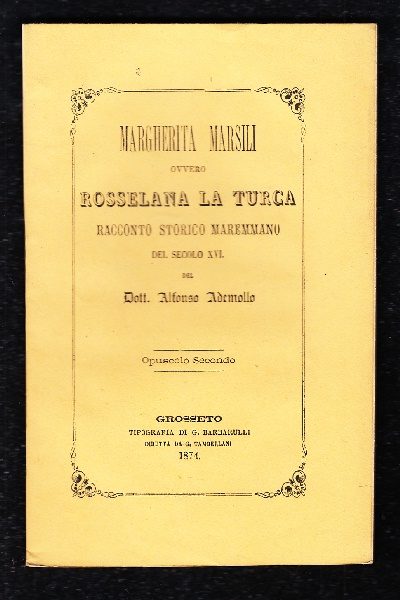 MARGHERITA MARSILI
OVVERO
ROSSELANA LA TURCA
RACCONTO STORICO MAREMMANO
DEL SECOLO XVI.
DEL
Dott. Alfonso Ademollo
Opuscolo Secondo
GROSSETO
TIPOGRAFIA DI G. BARBARULLI
DIRETTA DA G. TAMBELLANI
1874.